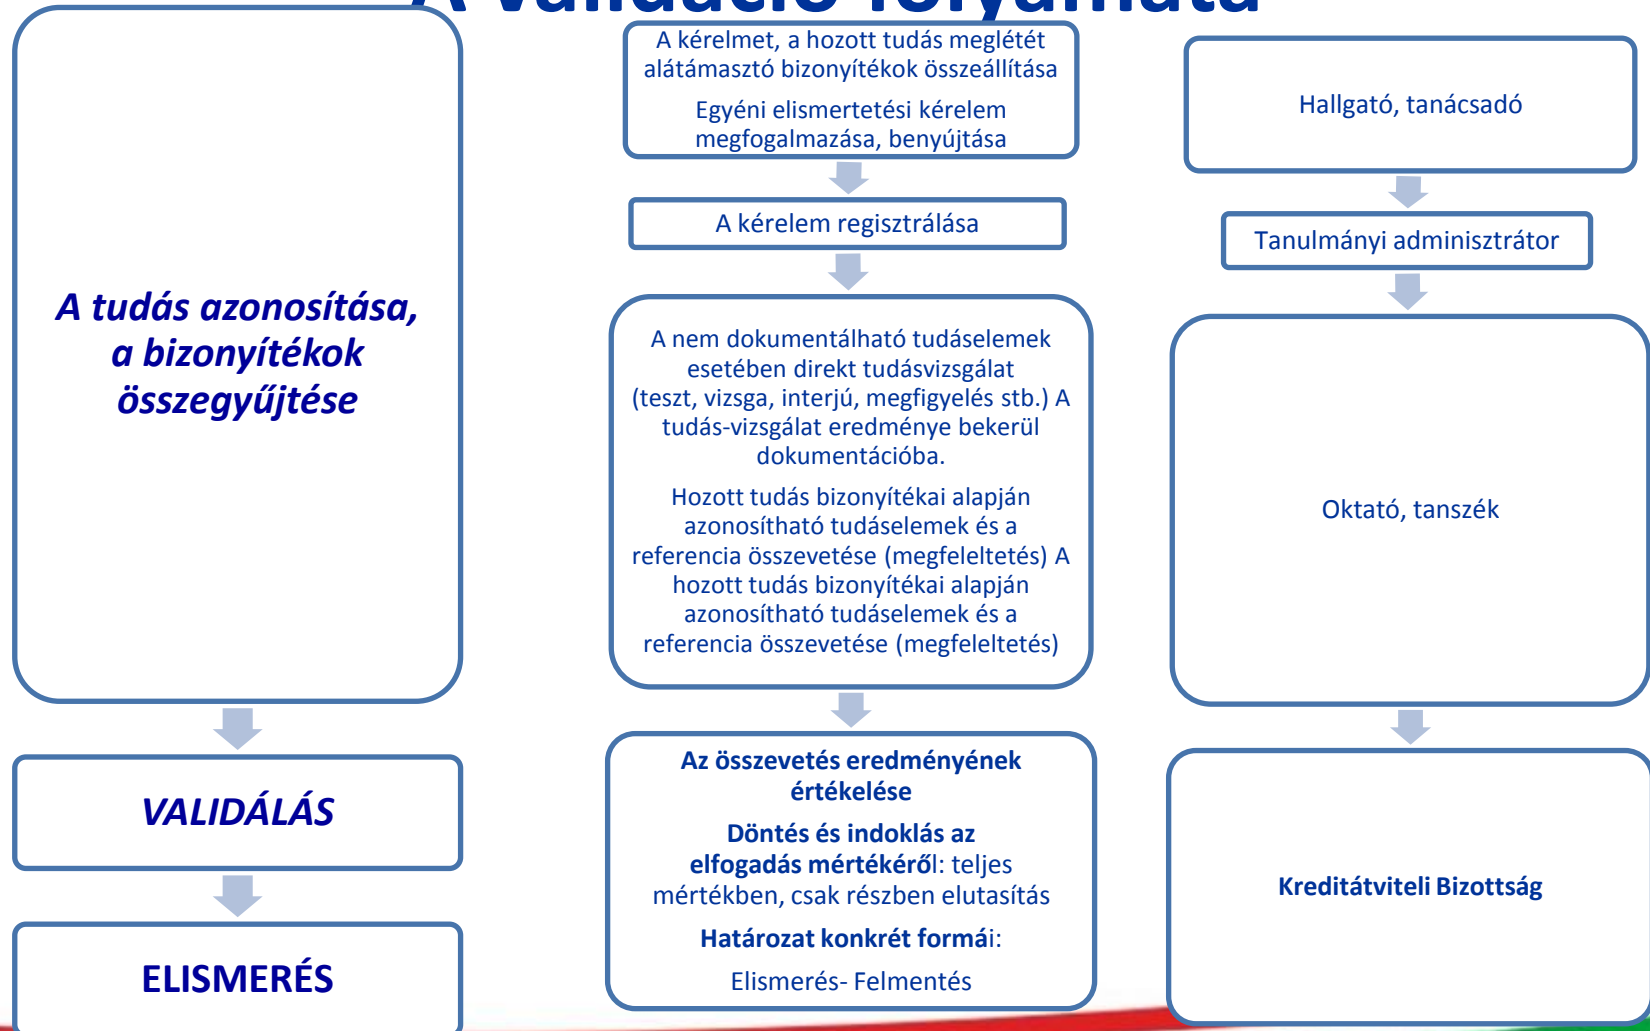 A validáció folyamata
A tudás azonosítása,
a bizonyítékok
összegyűjtése
VALIDÁLÁS
ELISMERÉS
A kérelmet, a hozott tudás meglétét
alátámasztó bizonyítékok összeállítása
Egyéni elismertetési kérelem
megfogalmazása, benyújtása
A kérelem regisztrálása
A nem dokumentálható tudáselemek
esetében direkt tudásvizsgálat
(teszt, vizsga, interjú, megfigyelés stb.) A
tudás-vizsgálat eredménye bekerül
dokumentációba.
Hozott tudás bizonyítékai alapján
azonosítható tudáselemek és a
referencia összevetése (megfeleltetés) A
hozott tudás bizonyítékai alapján
azonosítható tudáselemek és a
referencia összevetése (megfeleltetés)
Az összevetés eredményének
értékelése
Döntés és indoklás az
elfogadás mértékéről: teljes
mértékben, csak részben elutasítás
Határozat konkrét formái:
Elismerés- Felmentés
Hallgató, tanácsadó
Tanulmányi adminisztrátor
Oktató, tanszék
Kreditátviteli Bizottság